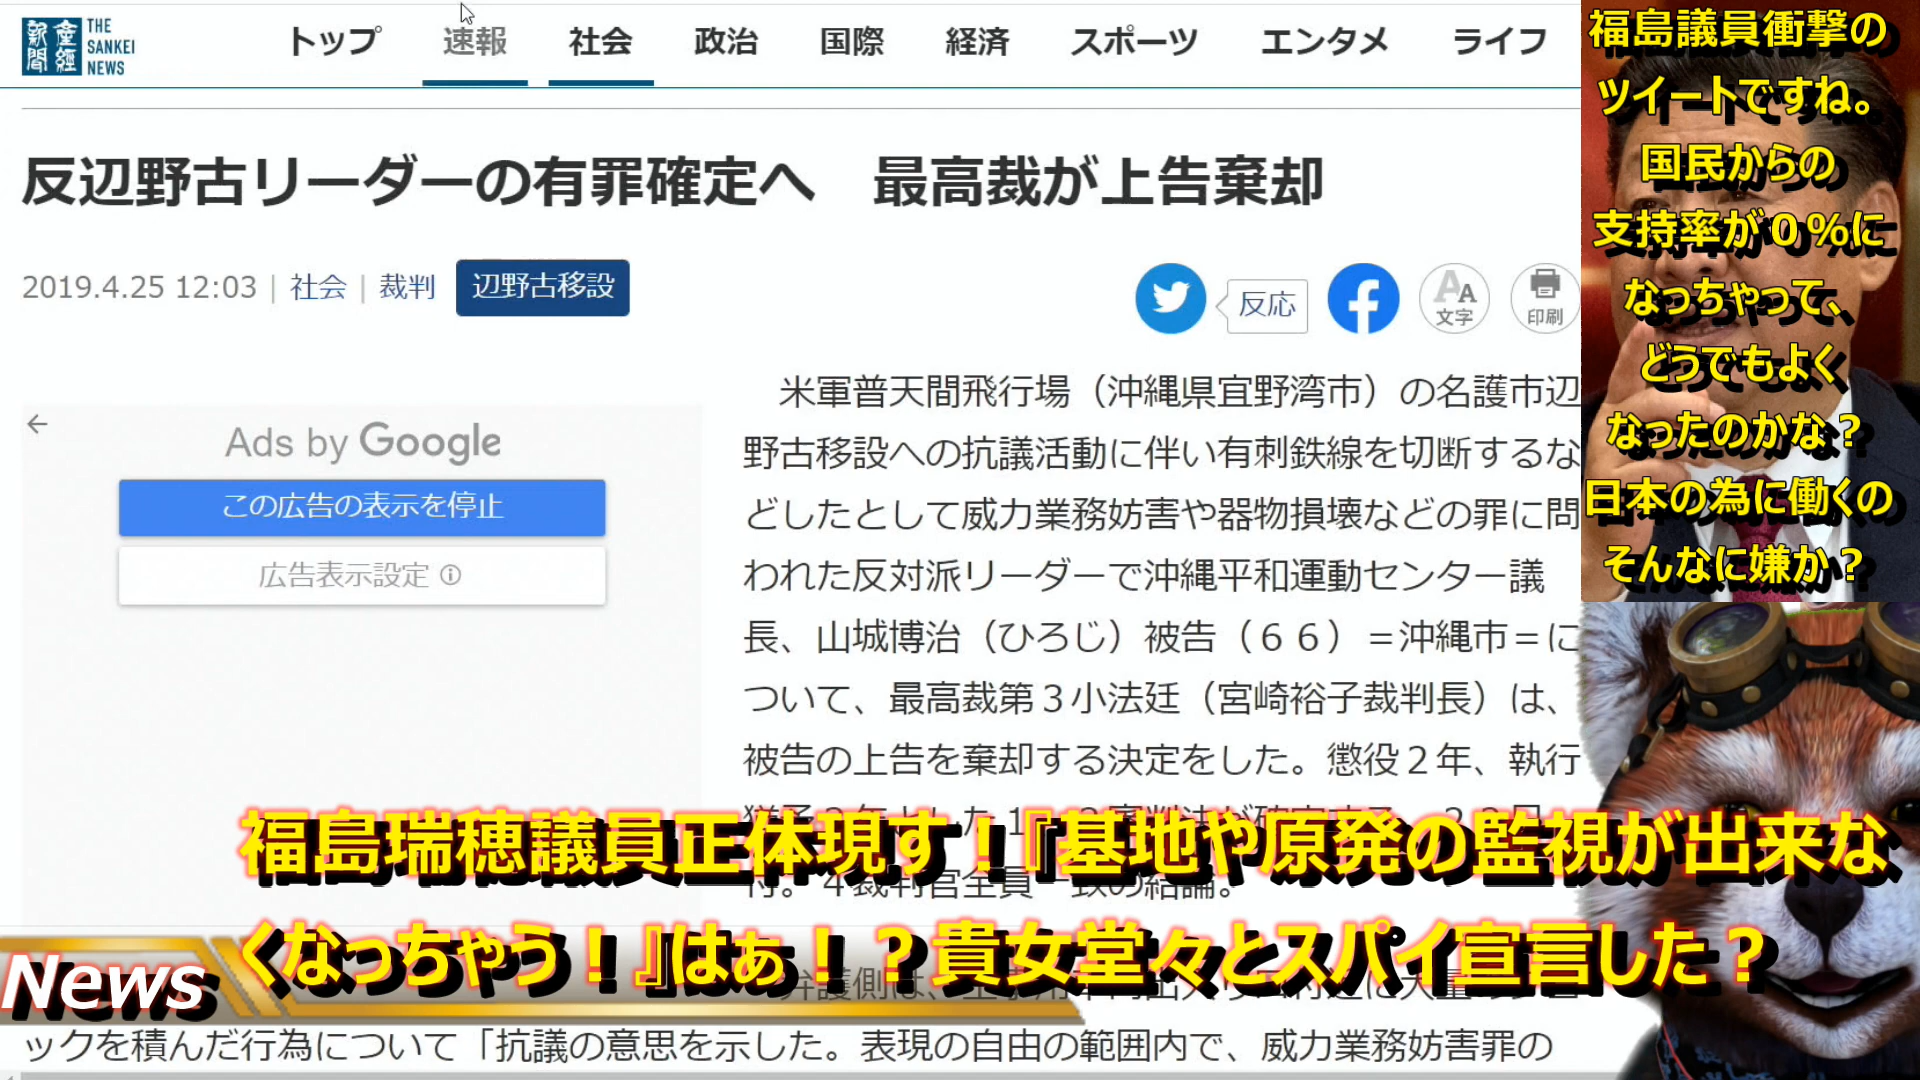 産經新聞
THE SANKEI NEWS
トップ 速報 社会 政治 国際 経済 スポーツ エンタメ ライフ
反辺野古リーダーの有罪確定へ 最高裁が上告棄却
2019.4.25 12:03 | 社会 | 裁判 辺野古移設
反応
文字
印刷
Ads by Google
この広告の表示を停止
広告表示設定
米軍普天間飛行場（沖縄県宜野湾市）の名護市辺
野古移設への抗議活動に伴い有刺鉄線を切断するな
どしたとして威力業務妨害や器物損壊などの罪に問
われた反対派リーダーで沖縄平和運動センター議
長、山城博治（ひろじ）被告（６６）＝沖縄市＝に
ついて、最高裁第３小法廷（宮崎裕子裁判長）は、
被告の上告を棄却する決定をした。懲役２年、執行
付。４裁判官全員一致の結論。
ックを積んだ行為について「抗議の意思を示した。表現の自由の範囲内で、威力業務妨害罪の
福島議員衝撃の
ツイートですね。
国民からの
支持率が０％に
なっちゃって、
どうでもよく
なったのかな？
日本の為に働くの
そんなに嫌か？
福島瑞穂議員正体現す！『基地や原発の監視が出来な
くなっちゃう！』はぁ！？貴女堂々とスパイ宣言した？
News